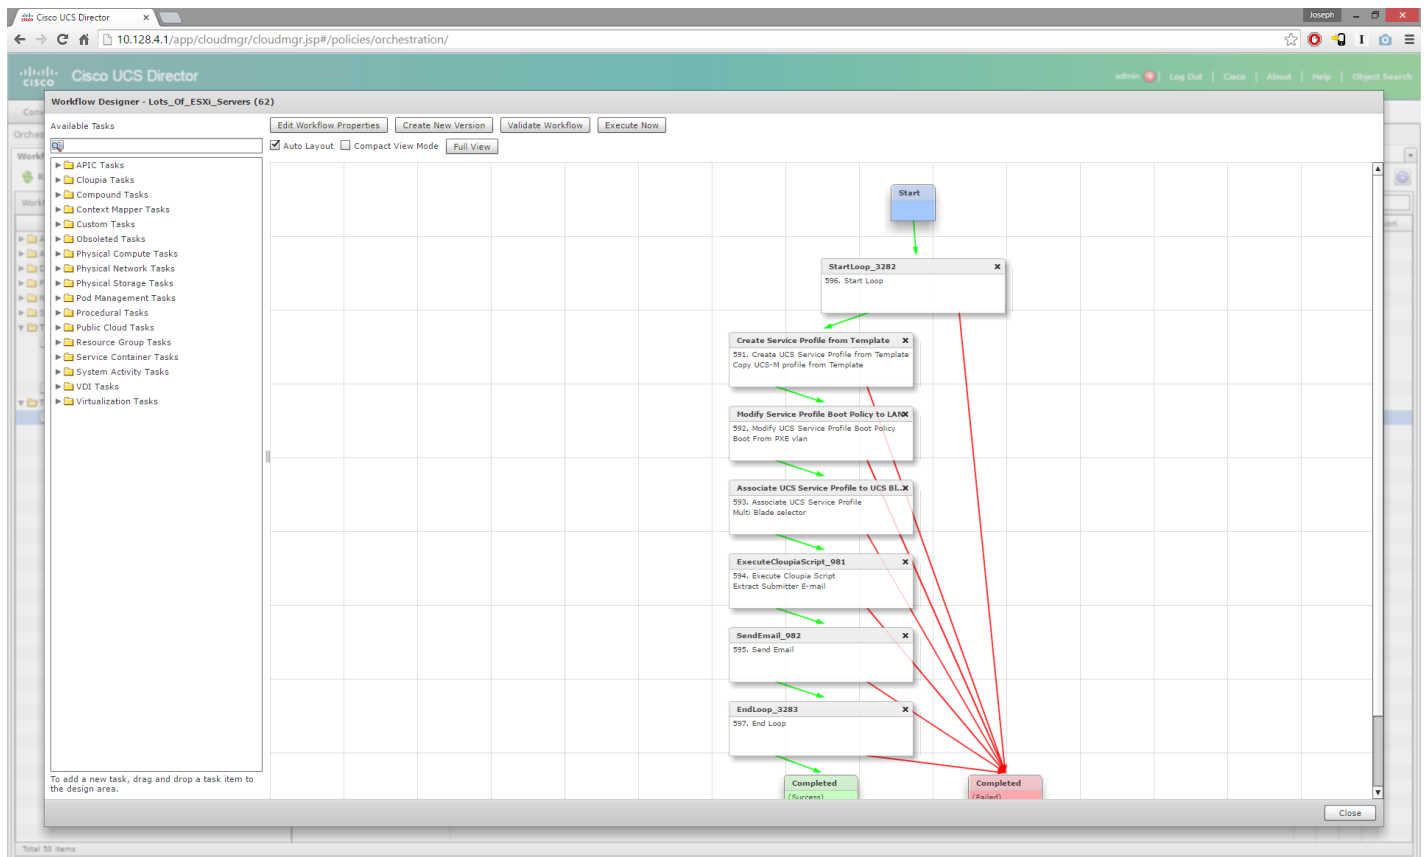 Cisco UCS Director
Joseph
10.128.4.1/app/cloudmgr/cloudmgr.jsp#/policies/orchestration/
CISCO
Cisco UCS Director
admin
Log Out
Cisco
About
Help
Object Search
Workflow Designer - Lots_Of_ESXi_Servers (62)
Available Tasks
Edit Workflow Properties
Create New Version
Validate Workflow
Execute Now
Auto Layout
Compact View Mode
Full View
APIC Tasks
Cloupia Tasks
Compound Tasks
Context Mapper Tasks
Custom Tasks
Obsoleted Tasks
Physical Compute Tasks
Physical Network Tasks
Physical Storage Tasks
Pod Management Tasks
Procedural Tasks
Public Cloud Tasks
Resource Group Tasks
Service Container Tasks
System Activity Tasks
VDI Tasks
Virtualization Tasks
To add a new task, drag and drop a task item to
the design area.
Start
StartLoop_3282
596. Start Loop
Create Service Profile from Template
591. Create UCS Service Profile from Template
Copy UCS-M profile from Template
Modify Service Profile Boot Policy to LAN
592. Modify UCS Service Profile Boot Policy
Boot From PXE vlan
Associate UCS Service Profile to UCS Bl..
593. Associate UCS Service Profile
Multi Blade selector
ExecuteCloupiaScript_981
594. Execute Cloupia Script
Extract Submitter E-mail
SendEmail_982
595. Send Email
EndLoop_3283
597. End Loop
Completed
(Success)
Completed
(Failed)
Close
Total 58 items